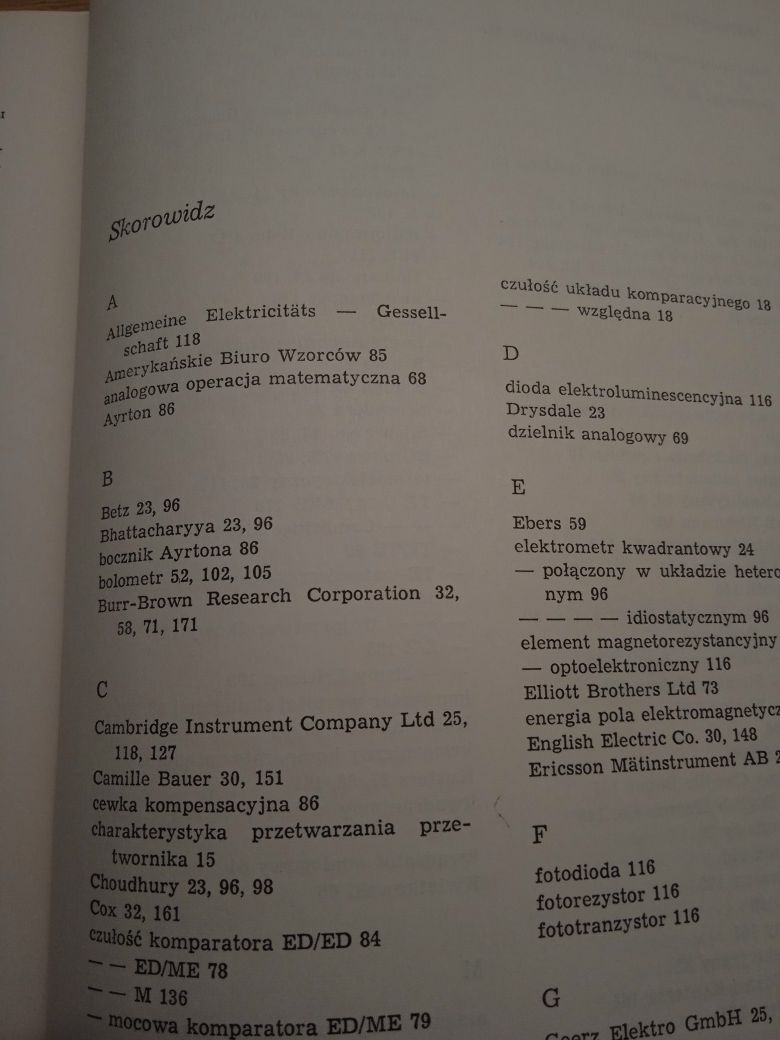 Skorowidz
A
Allgemeine Elektricitäts — Gessell-
schaft 118
Amerykańskie Biuro Wzorców 85
analogowa operacja matematyczna 68
Ayrton 86
B
Betz 23, 96
Bhattacharyya 23, 96
bocznik Ayrtona 86
bolometr 52, 102, 105
Burr-Brown Research Corporation 32,
58, 71, 171
C
Cambridge Instrument Company Ltd 25,
118, 127
Camille Bauer 30, 151
cewka kompensacyjna 86
charakterystyka przetwarzania prze-
twornika 15
Choudhury 23, 96, 98
Cox 32, 161
czułość komparatora ED/ED 84
— — ED/ME 78
— — M 136
— mocowa komparatora ED/ME 79
czułość układu komparacyjnego 18
— — — względna 18
D
dioda elektroluminescencyjna 116
Drysdale 23
dzielnik analogowy 69
E
Ebers 59
elektrometr kwadrantowy 24
— połączony w układzie hetero
nym 96
— — — — idiostatycznym 96
element magnetorezystancyjny
— optoelektroniczny 116
Elliott Brothers Ltd 73
energia pola elektromagnetycz
English Electric Co. 30, 148
Ericsson Mätinstrument AB
F
fotodioda 116
fotorezystor 116
fototranzystor 116
G
Goerz Elektro GmbH 25,